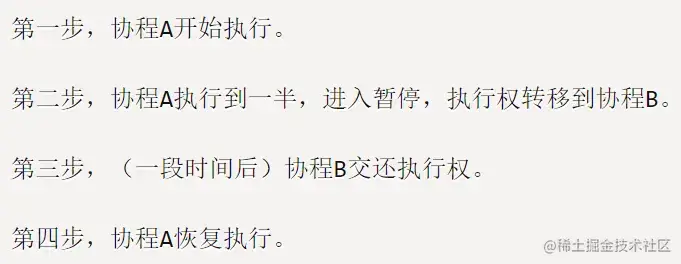 第一步，协程A开始执行。
第二步，协程A执行到一半，进入暂停，执行权转移到协程B。
第三步，（一段时间后）协程B交还执行权。
第四步，协程A恢复执行。
@稀土掘金技术社区